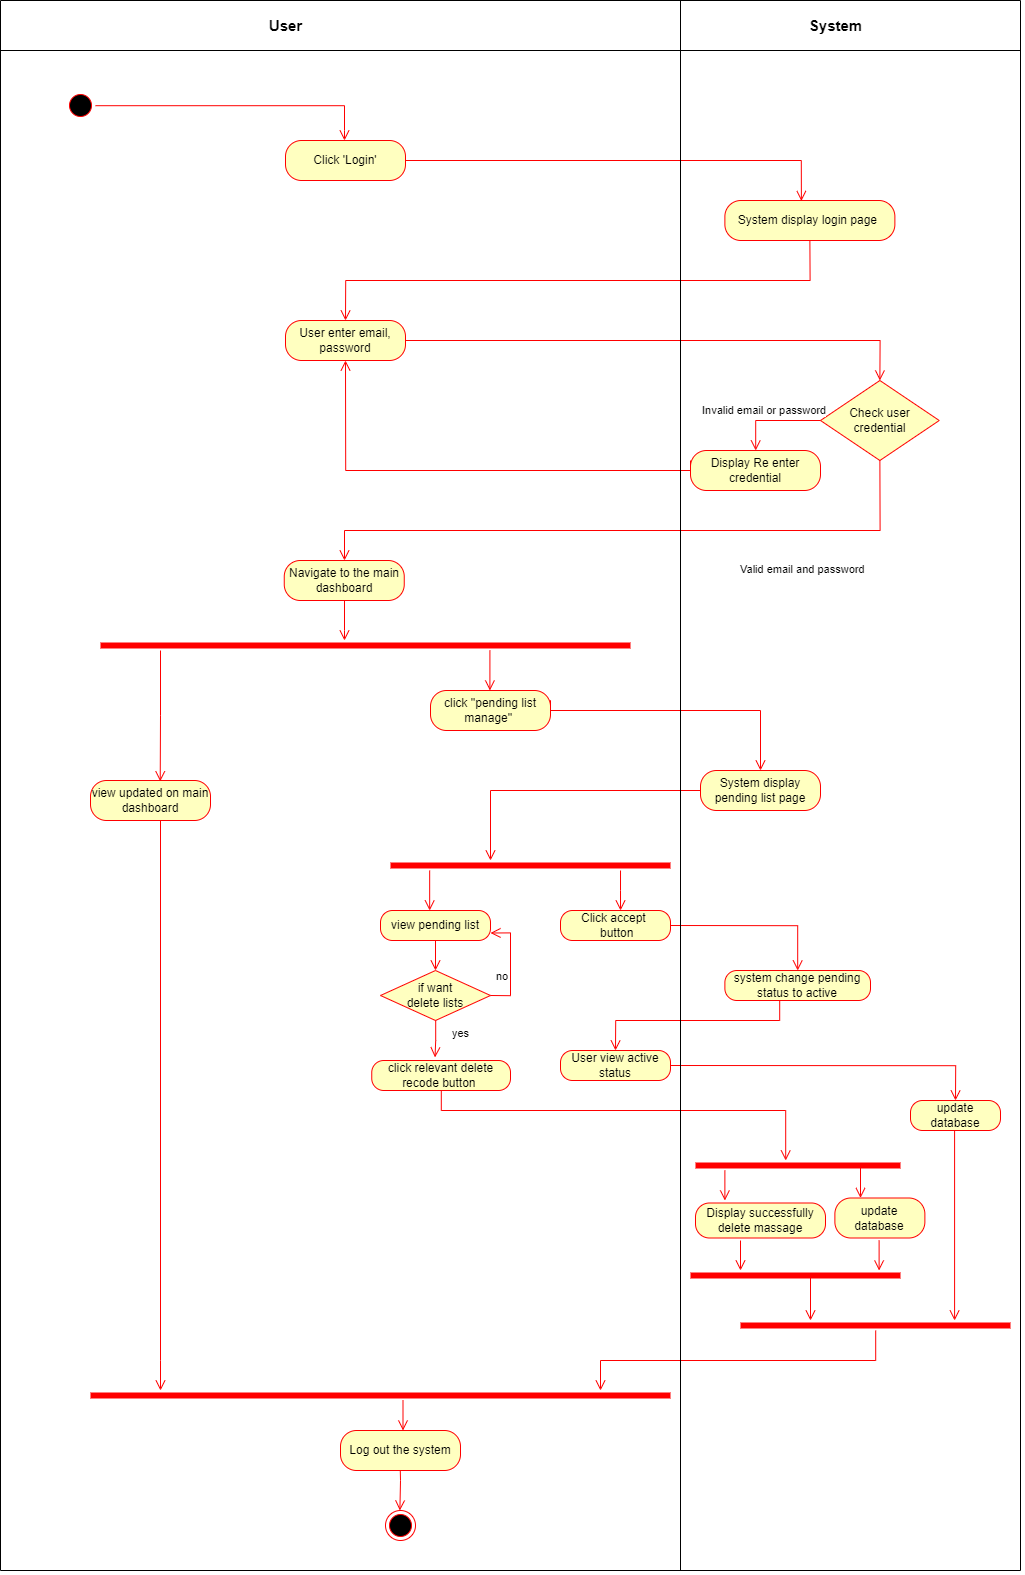 User
System
Click 'Login'
System display login page
User enter email,
password
Invalid email or password
Check user
credential
Display Re enter
credential
Valid email and password
Navigate to the main
dashboard
click "pending list
manage"
System display
pending list page
view updated on main
dashboard
view pending list
Click accept
button
no
if want
delete lists
system change pending
status to active
yes
User view active
status
click relevant delete
recode button
update
database
Display successfully
delete massage
update
database
Log out the system